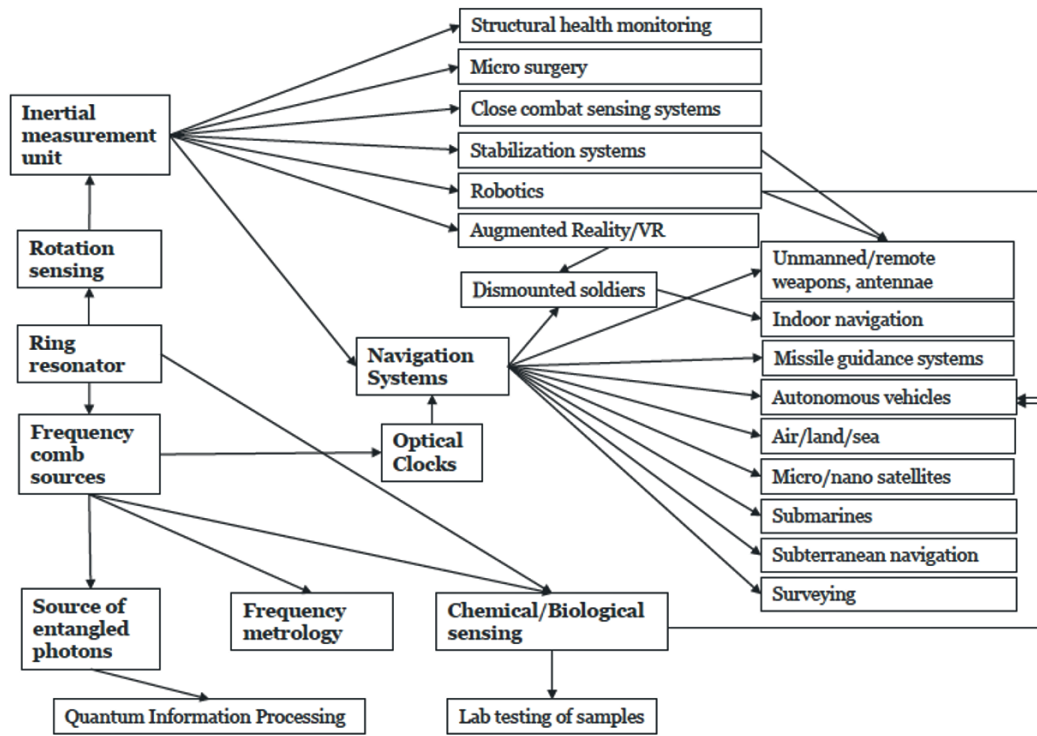 Structural health monitoring
Micro surgery
Close combat sensing systems
Stabilization systems
Robotics
Augmented Reality/VR
Inertial
measurement
unit
Rotation
sensing
Ring
resonator
Frequency
comb
sources
Dismounted soldiers
Navigation
Systems
Optical
Clocks
Unmanned/remote
weapons, antennae
Indoor navigation
Missile guidance systems
Autonomous vehicles
Air/land/sea
Micro/nano satellites
Submarines
Subterranean navigation
Surveying
Source of
entangled
photons
Frequency
metrology
Chemical/Biological
sensing
Quantum Information Processing
Lab testing of samples